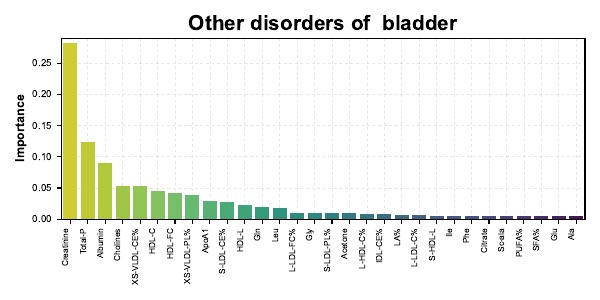 Other disorders of  bladder
Importance
0.25
0.20
0.15
0.10
0.05
0.00
Creatinine
Total-P
Albumin
Cholines
XS-VLDL-CE%
HDL-C
HDL-FC
XS-VLDL-PL%
ApoA1
S-LDL-CE%
HDL-L
Gln
Leu
L-LDL-FC%
Gly
S-LDL-PL%
Acetone
L-HDL-C%
IDL-CE%
LA%
L-LDL-C%
S-HDL-L
Ile
Phe
Citrate
PUFA%
SFA%
Glu
Ala